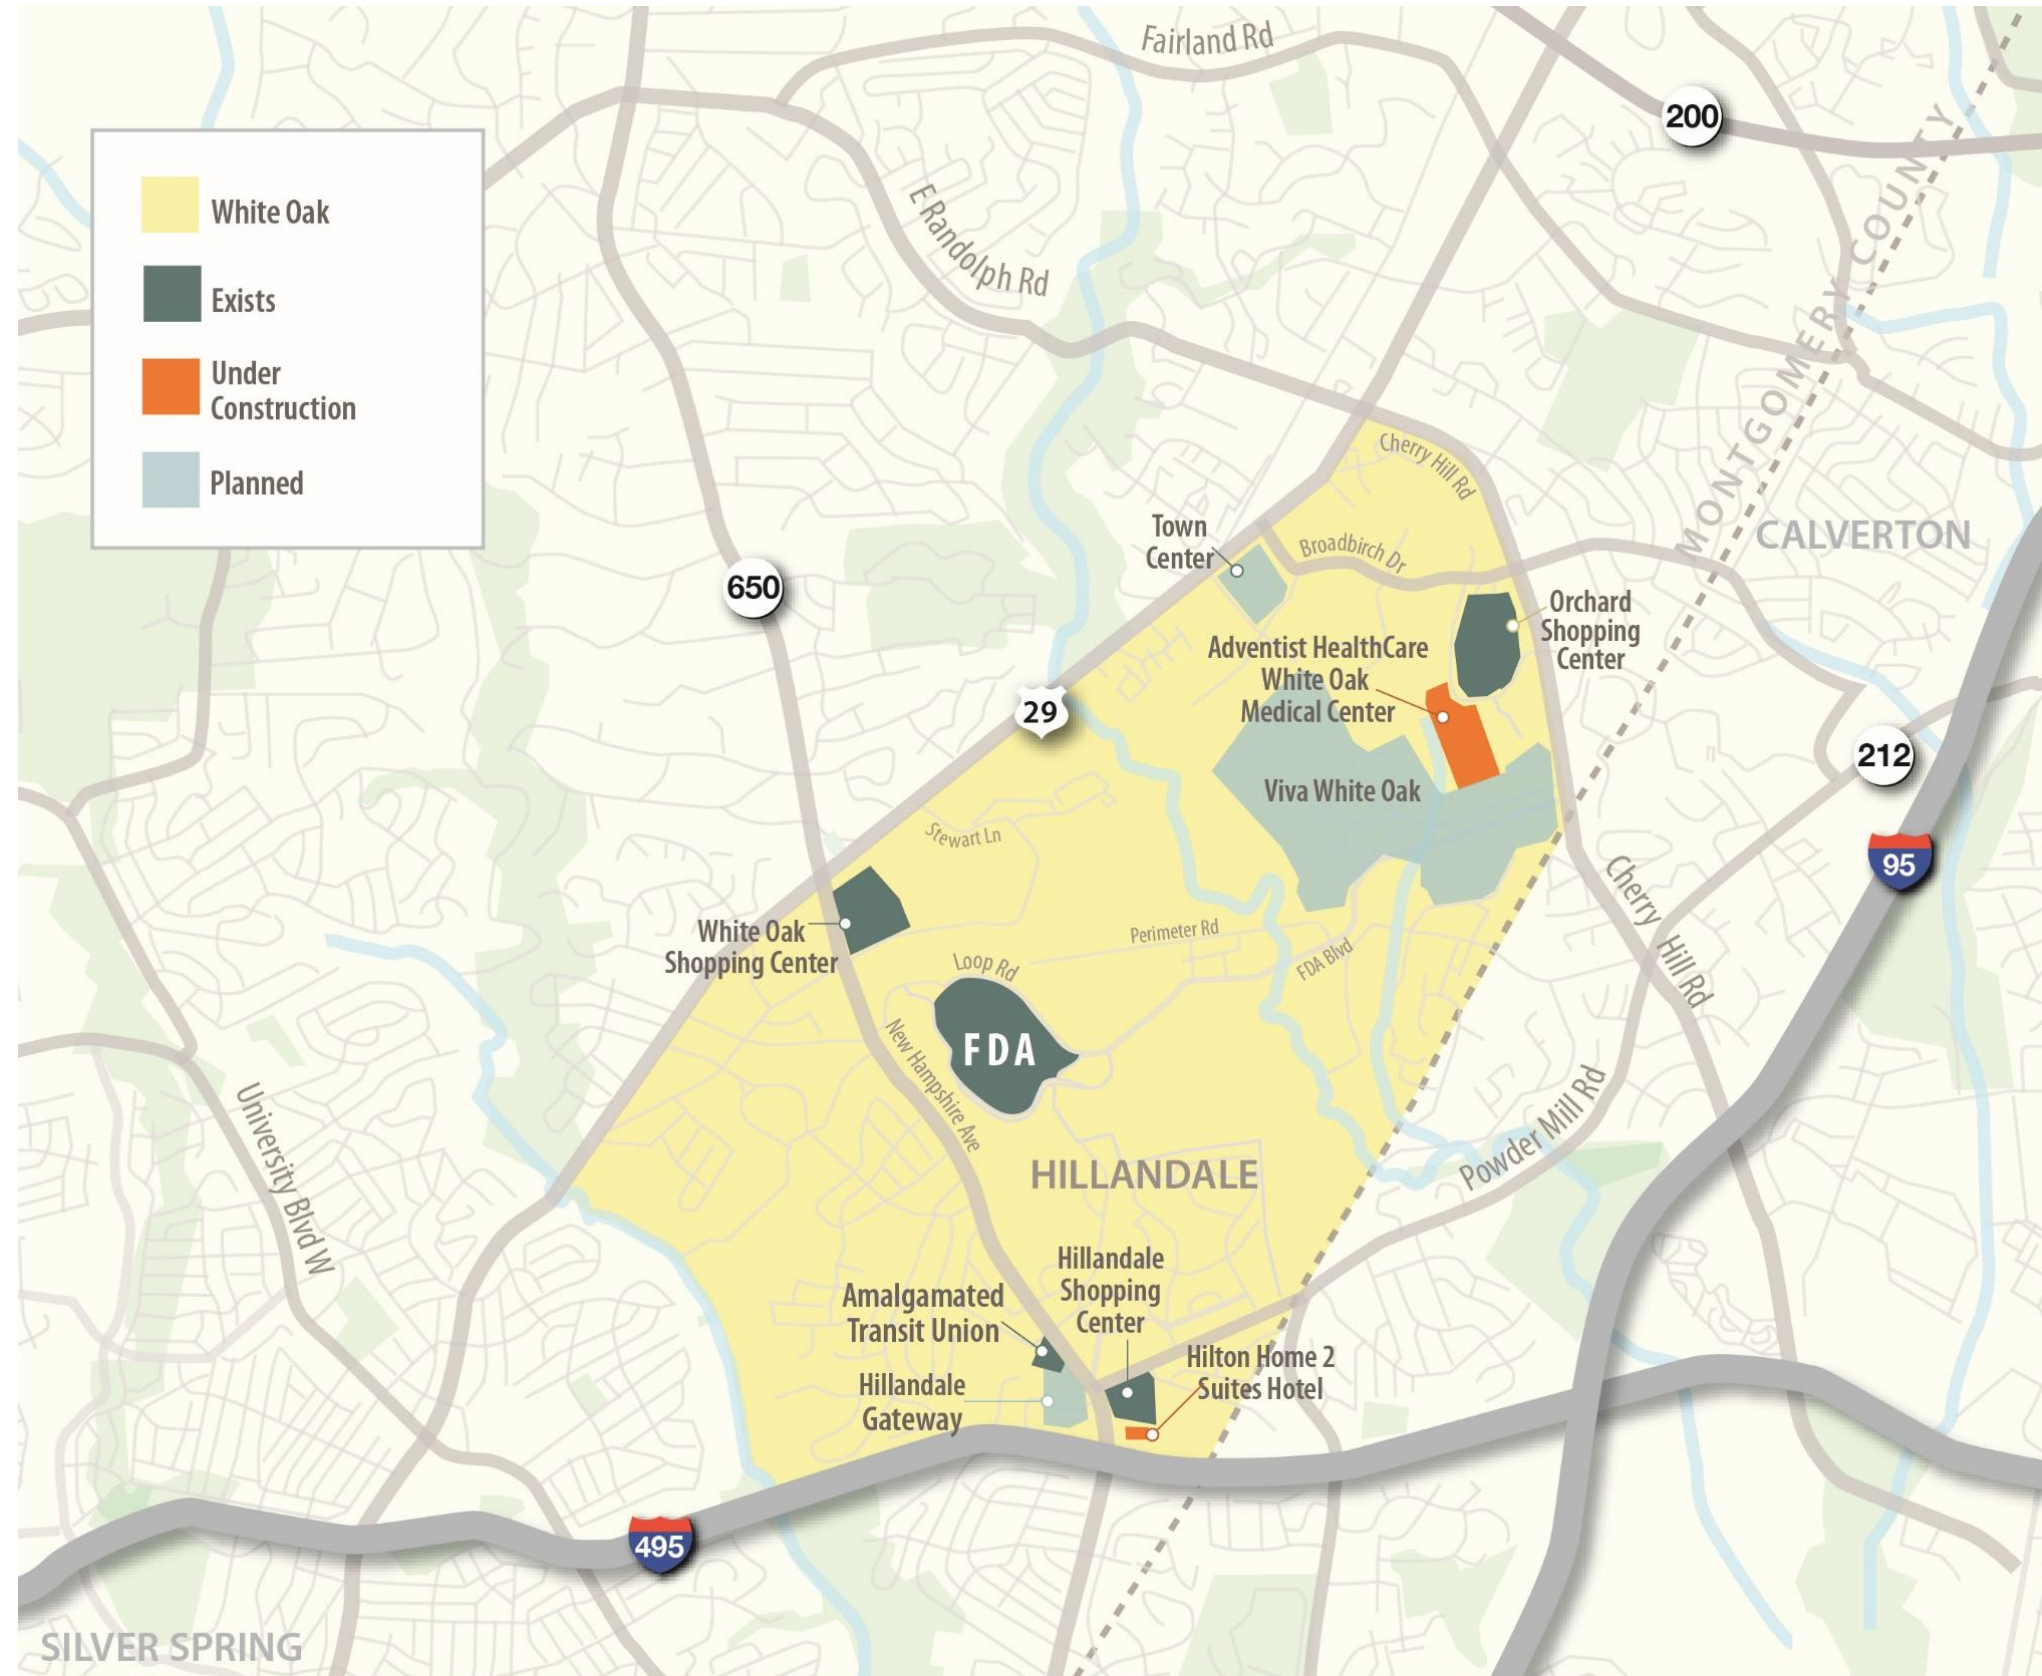 Fairland Rd
200
White Oak
E Randolph Rd
Exists
MONTGOMERY COUNTY
Under
Construction
Planned
Cherry Hill Rd
Town
Center
Broadbirch Dr
CALVERTON
650
Orchard
Shopping
Center
Adventist HealthCare
White Oak
Medical Center
29
212
Viva White Oak
Stewart Ln
95
Cherry Hill Rd
White Oak
Shopping Center
Perimeter Rd
FDA Blvd
Loop Rd
FDA
New Hampshire Ave
University Blvd W
Powder Mill Rd
HILLANDALE
Hillandale
Shopping
Center
Amalgamated
Transit Union
Hilton Home 2
Suites Hotel
Hillandale
Gateway
495
SILVER SPRING